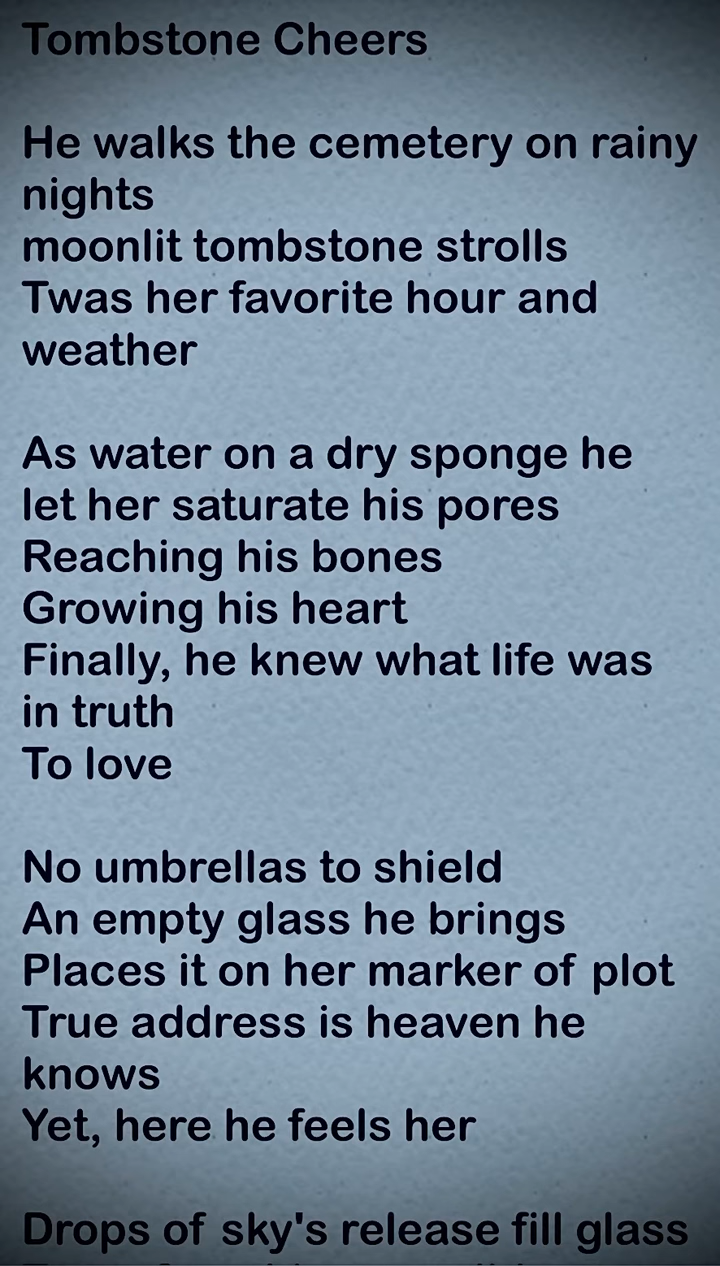 Tombstone Cheers
He walks the cemetery on rainy
nights
moonlit tombstone strolls
Twas her favorite hour and
weather
As water on a dry sponge he
let her saturate his pores
Reaching his bones
Growing his heart
Finally, he knew what life was
in truth
To love
No umbrellas to shield
An empty glass he brings
Places it on her marker of plot
True address is heaven he
knows
Yet, here he feels her
Drops of sky's release fill glass